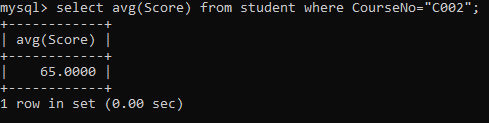 mysql> select avg(Score) from student where CourseNo="C002";
+------------+
| avg(Score) |
+------------+
|    65.0000 |
+------------+
1 row in set (0.00 sec)